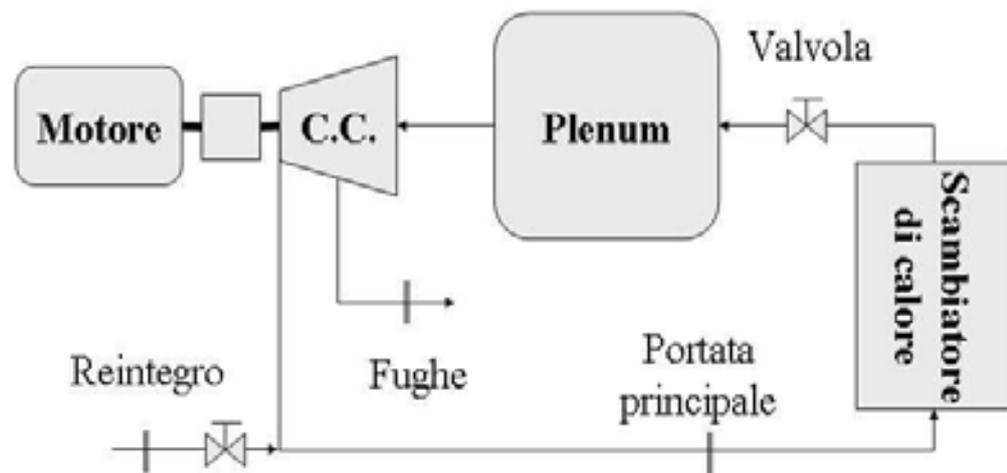 Valvola
Motore
C.C.
Plenum
Scambiatore
di calore
Reintegro
Fughe
Portata
principale